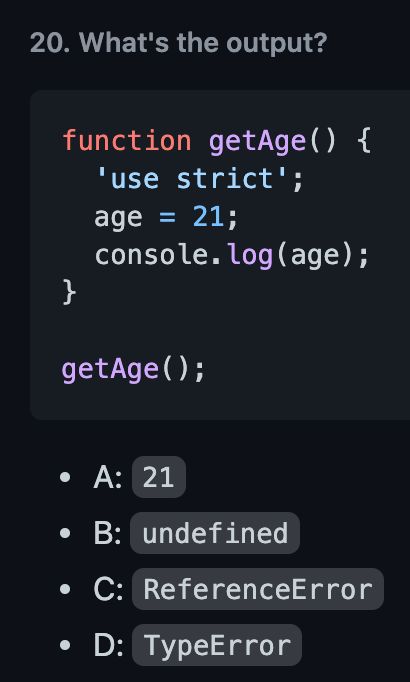 20. What's the output?
function getAge() {
  'use strict';
  age = 21;
  console.log(age);
}
getAge();
• A: 21
• B: undefined
• C: ReferenceError
• D: TypeError